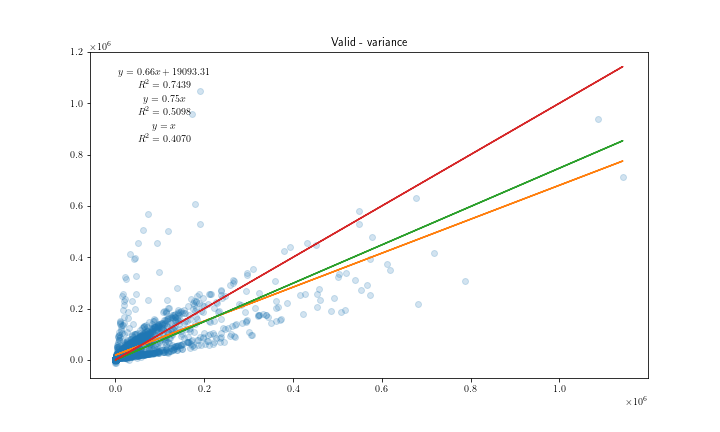 Valid - variance
×10⁶
1.2
1.0
0.8
0.6
0.4
0.2
0.0
y = 0.66x + 19093.31
R² = 0.7439
y = 0.75x
R² = 0.5098
y = x
R² = 0.4070
0.0 0.2 0.4 0.6 0.8 1.0
×10⁶